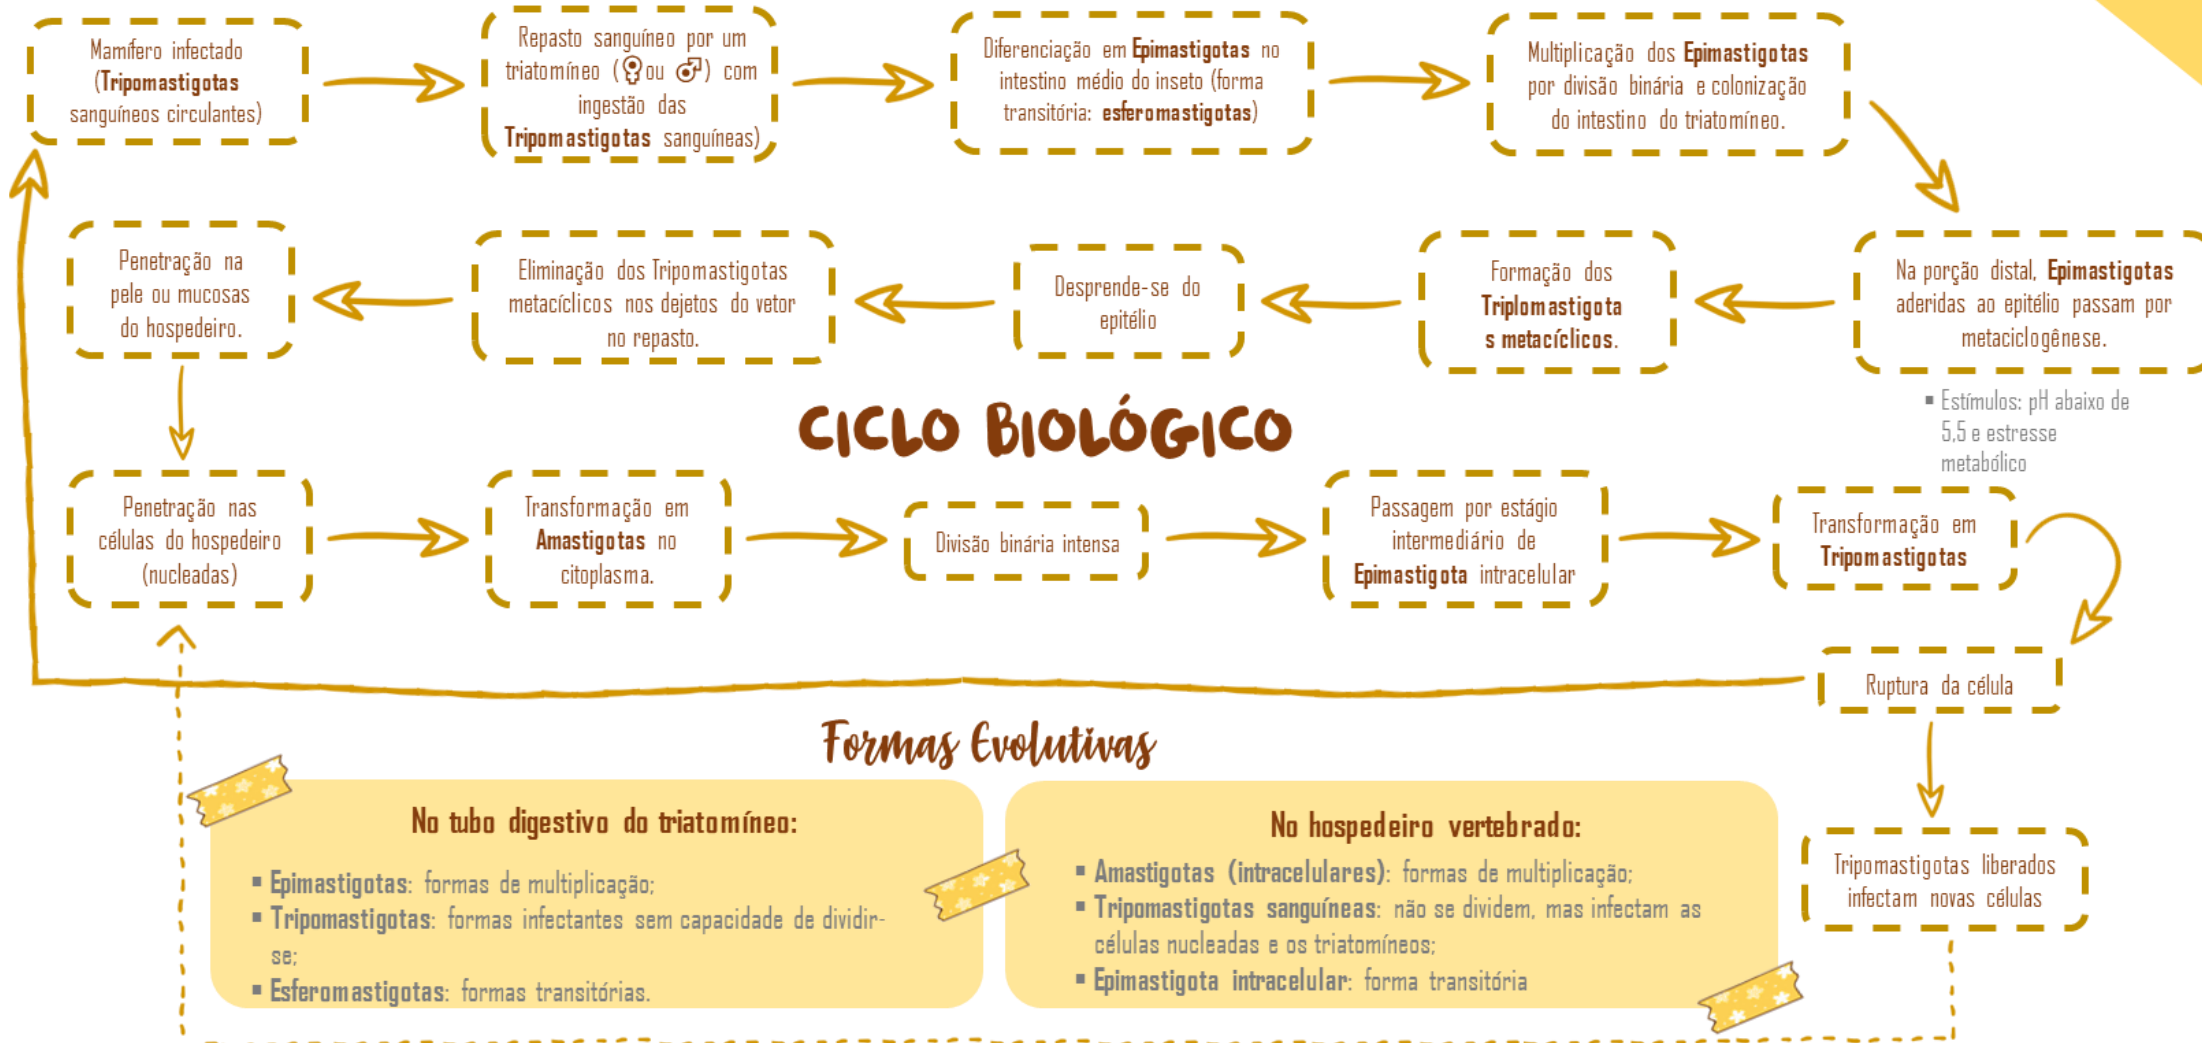 Mamífero infectado
(Tripomastigotas
sanguíneos circulantes)
Repasto sanguíneo por um
triatomíneo (♀ou ♂) com
ingestão das
Tripomastigotas sanguíneas)
Diferenciação em Epimastigotas no
intestino médio do inseto (forma
transitória: esferomastigotas)
Multiplicação dos Epimastigotas
por divisão binária e colonização
do intestino do triatomíneo.
Na porção distal, Epimastigotas
aderidas ao epitélio passam por
metaciclogênese.
▪ Estímulos: pH abaixo de
5,5 e estresse
metabólico
Formação dos
Triplomastigota
s metacíclicos.
Desprende-se do
epitélio
Eliminação dos Tripomastigotas
metacíclicos nos dejetos do vetor
no repasto.
Penetração na
pele ou mucosas
do hospedeiro.
CICLO BIOLÓGICO
Penetração nas
células do hospedeiro
(nucleadas)
Transformação em
Amastigotas no
citoplasma.
Divisão binária intensa
Passagem por estágio
intermediário de
Epimastigota intracelular
Transformação em
Tripomastigotas
Ruptura da célula
Tripomastigotas liberados
infectam novas células
Formas Evolutivas
No tubo digestivo do triatomíneo:
▪ Epimastigotas: formas de multiplicação;
▪ Tripomastigotas: formas infectantes sem capacidade de dividir-
se;
▪ Esferomastigotas: formas transitórias.
No hospedeiro vertebrado:
▪ Amastigotas (intracelulares): formas de multiplicação;
▪ Tripomastigotas sanguíneas: não se dividem, mas infectam as
células nucleadas e os triatomíneos;
▪ Epimastigota intracelular: forma transitória